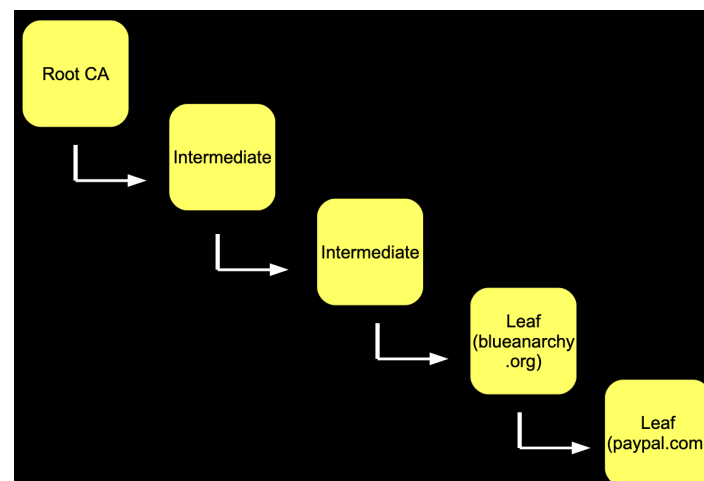 Root CA
Intermediate
Intermediate
Leaf
(blueanarchy
.org)
Leaf
(paypal.com